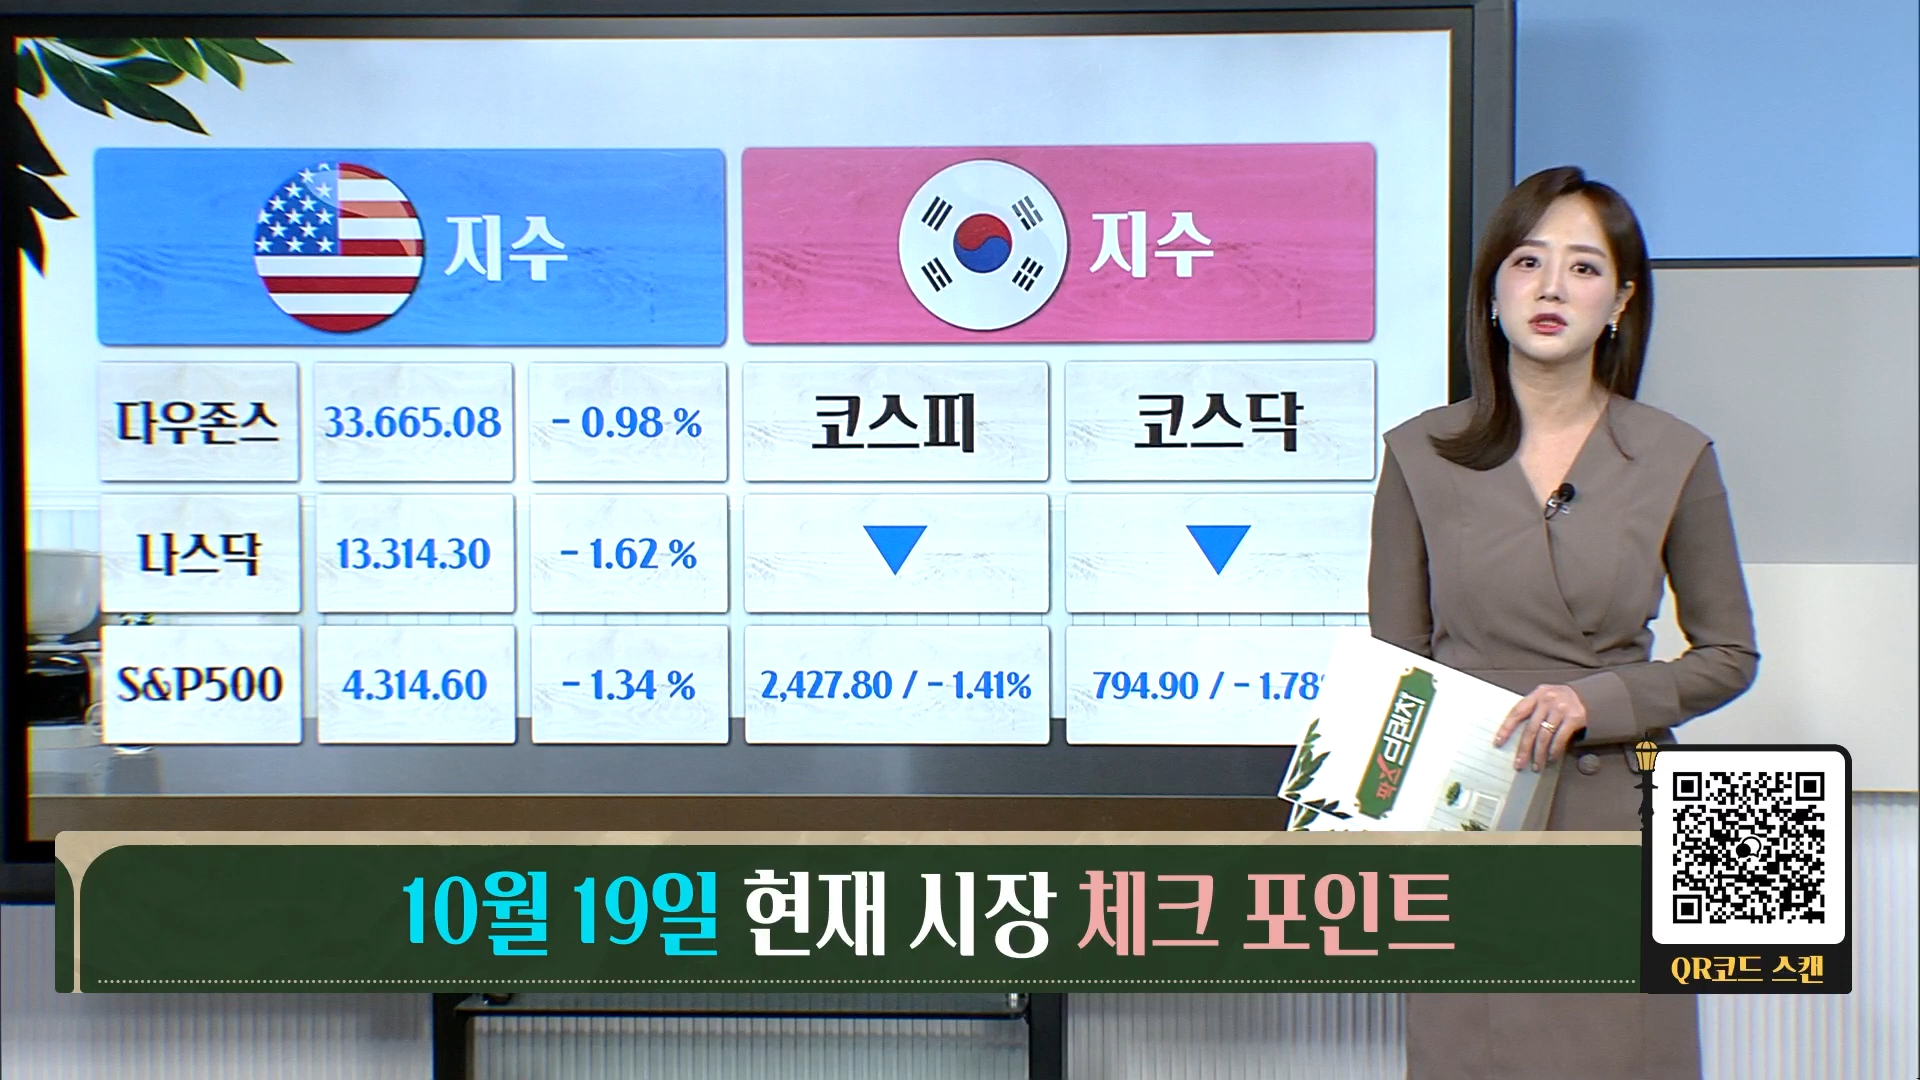 지수
지수
다우존스 33.665.08 - 0.98 % 코스피 코스닥
나스닥 13.314.30 - 1.62 %
S&P500 4.314.60 - 1.34 % 2,427.80 / - 1.41% 794.90 / - 1.78
10월 19일 현재 시장 체크 포인트
QR코드 스캔